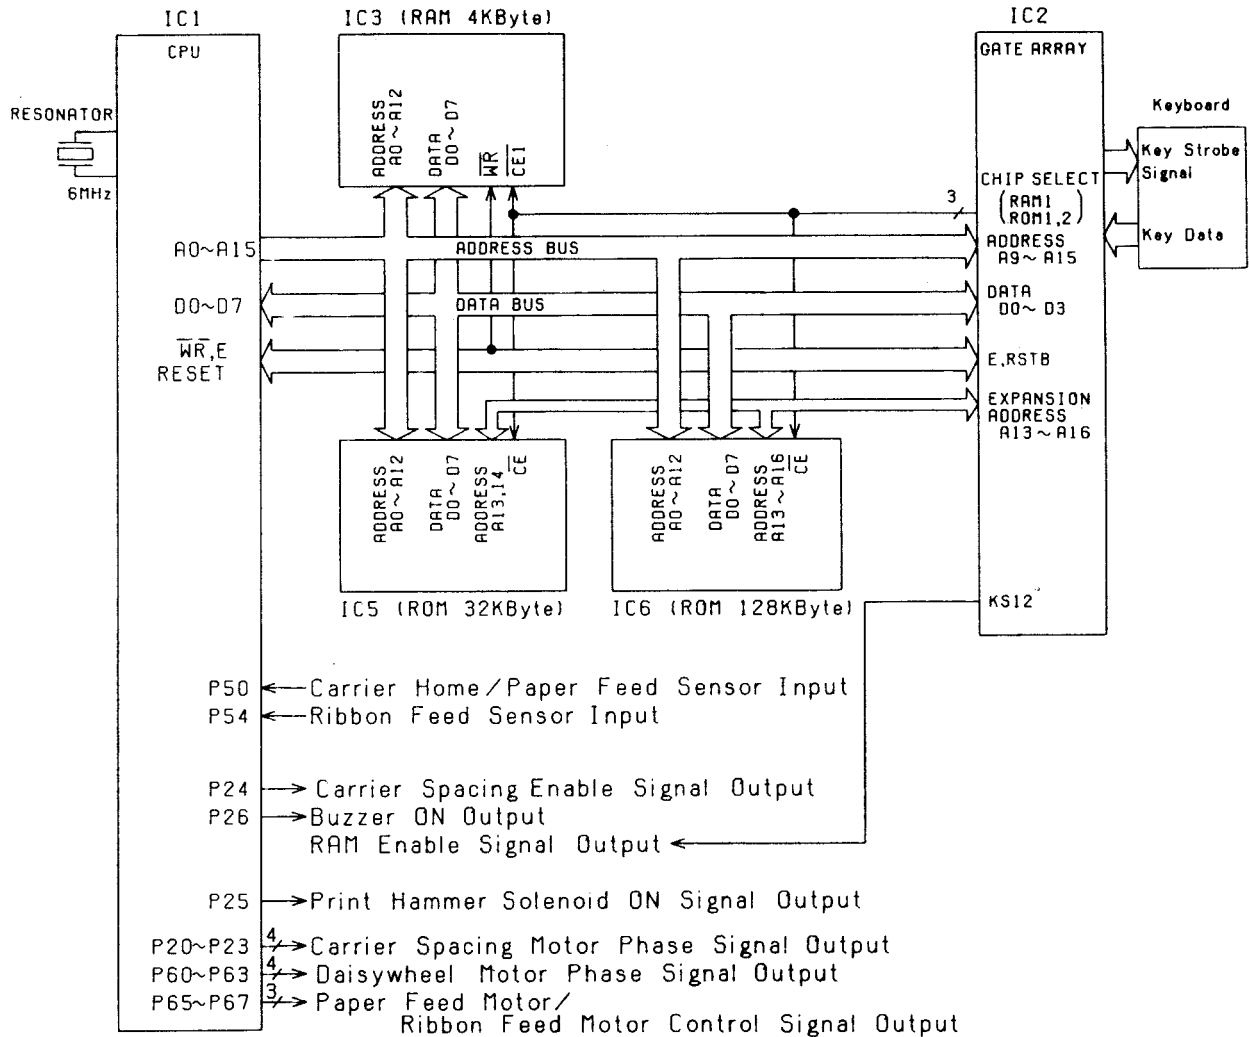 IC1
IC3 (RAM 4KByte)
IC2
CPU
GATE ARRAY
RESONATOR
6MHz
ADDRESS
A0~A12
DATA
D0~D7
WR
CE1
Keyboard
Key Strobe
Signal
Key Data
CHIP SELECT
(RAM1
ROM1,2)
3
A0~A15
ADDRESS BUS
ADDRESS
A9~A15
D0~D7
DATA BUS
DATA
D0~D3
WR,E
RESET
E,RSTB
EXPANSION
ADDRESS
A13~A16
ADDRESS
A0~A12
DATA
D0~D7
ADDRESS
A13,14
CE
ADDRESS
A0~A12
DATA
D0~D7
ADDRESS
A13~A16
CE
IC5 (ROM 32KByte)
IC6 (ROM 128KByte)
KS12
P50
Carrier Home/Paper Feed Sensor Input
P54
Ribbon Feed Sensor Input
P24
Carrier Spacing Enable Signal Output
P26
Buzzer ON Output
RAM Enable Signal Output
P25
Print Hammer Solenoid ON Signal Output
P20~P23
4
Carrier Spacing Motor Phase Signal Output
P60~P63
4
Daisywheel Motor Phase Signal Output
P65~P67
3
Paper Feed Motor/
Ribbon Feed Motor Control Signal Output